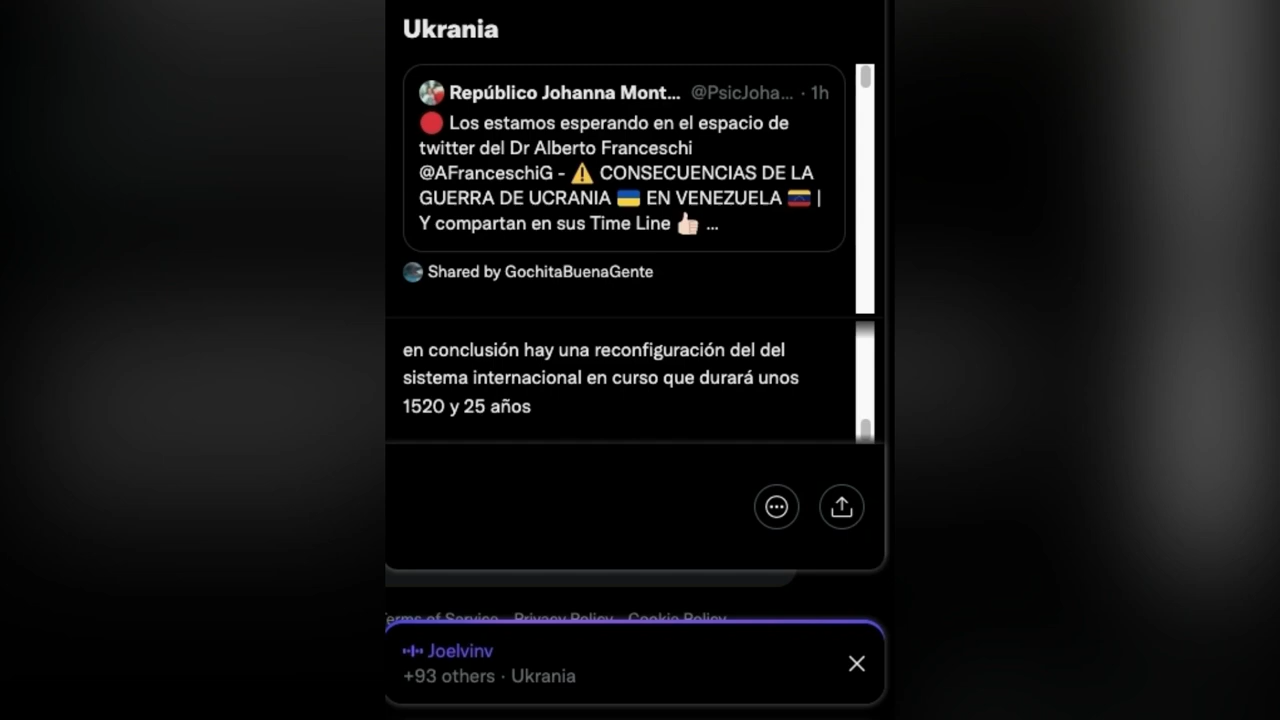 Ukrania
Repúblico Johanna Mont... @PsicJoha... · 1h
🔴 Los estamos esperando en el espacio de
twitter del Dr Alberto Franceschi
@AFranceschiG - ⚠️ CONSECUENCIAS DE LA
GUERRA DE UCRANIA 🇺🇦 EN VENEZUELA 🇻🇪 |
Y compartan en sus Time Line 👍🏻 ...
Shared by GochitaBuenaGente
en conclusión hay una reconfiguración del del
sistema internacional en curso que durará unos
1520 y 25 años
Terms of Service Privacy Policy Cookie Policy
Joelvinv
+93 others · Ukrania